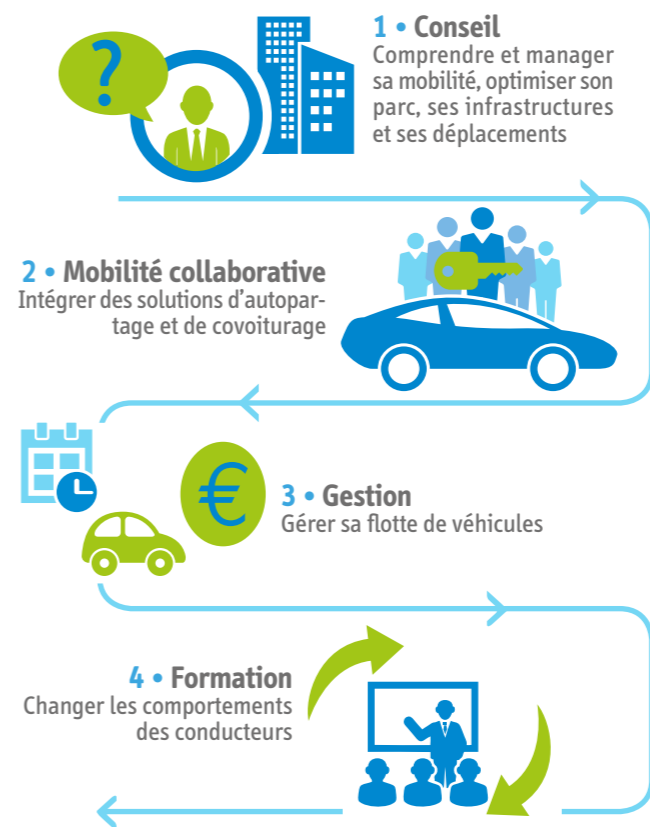 ?
1 • Conseil
Comprendre et manager
sa mobilité, optimiser son
parc, ses infrastructures
et ses déplacements
2 • Mobilité collaborative
Intégrer des solutions d'autopar-
tage et de covoiturage
€
3 • Gestion
Gérer sa flotte de véhicules
4 • Formation
Changer les comportements
des conducteurs